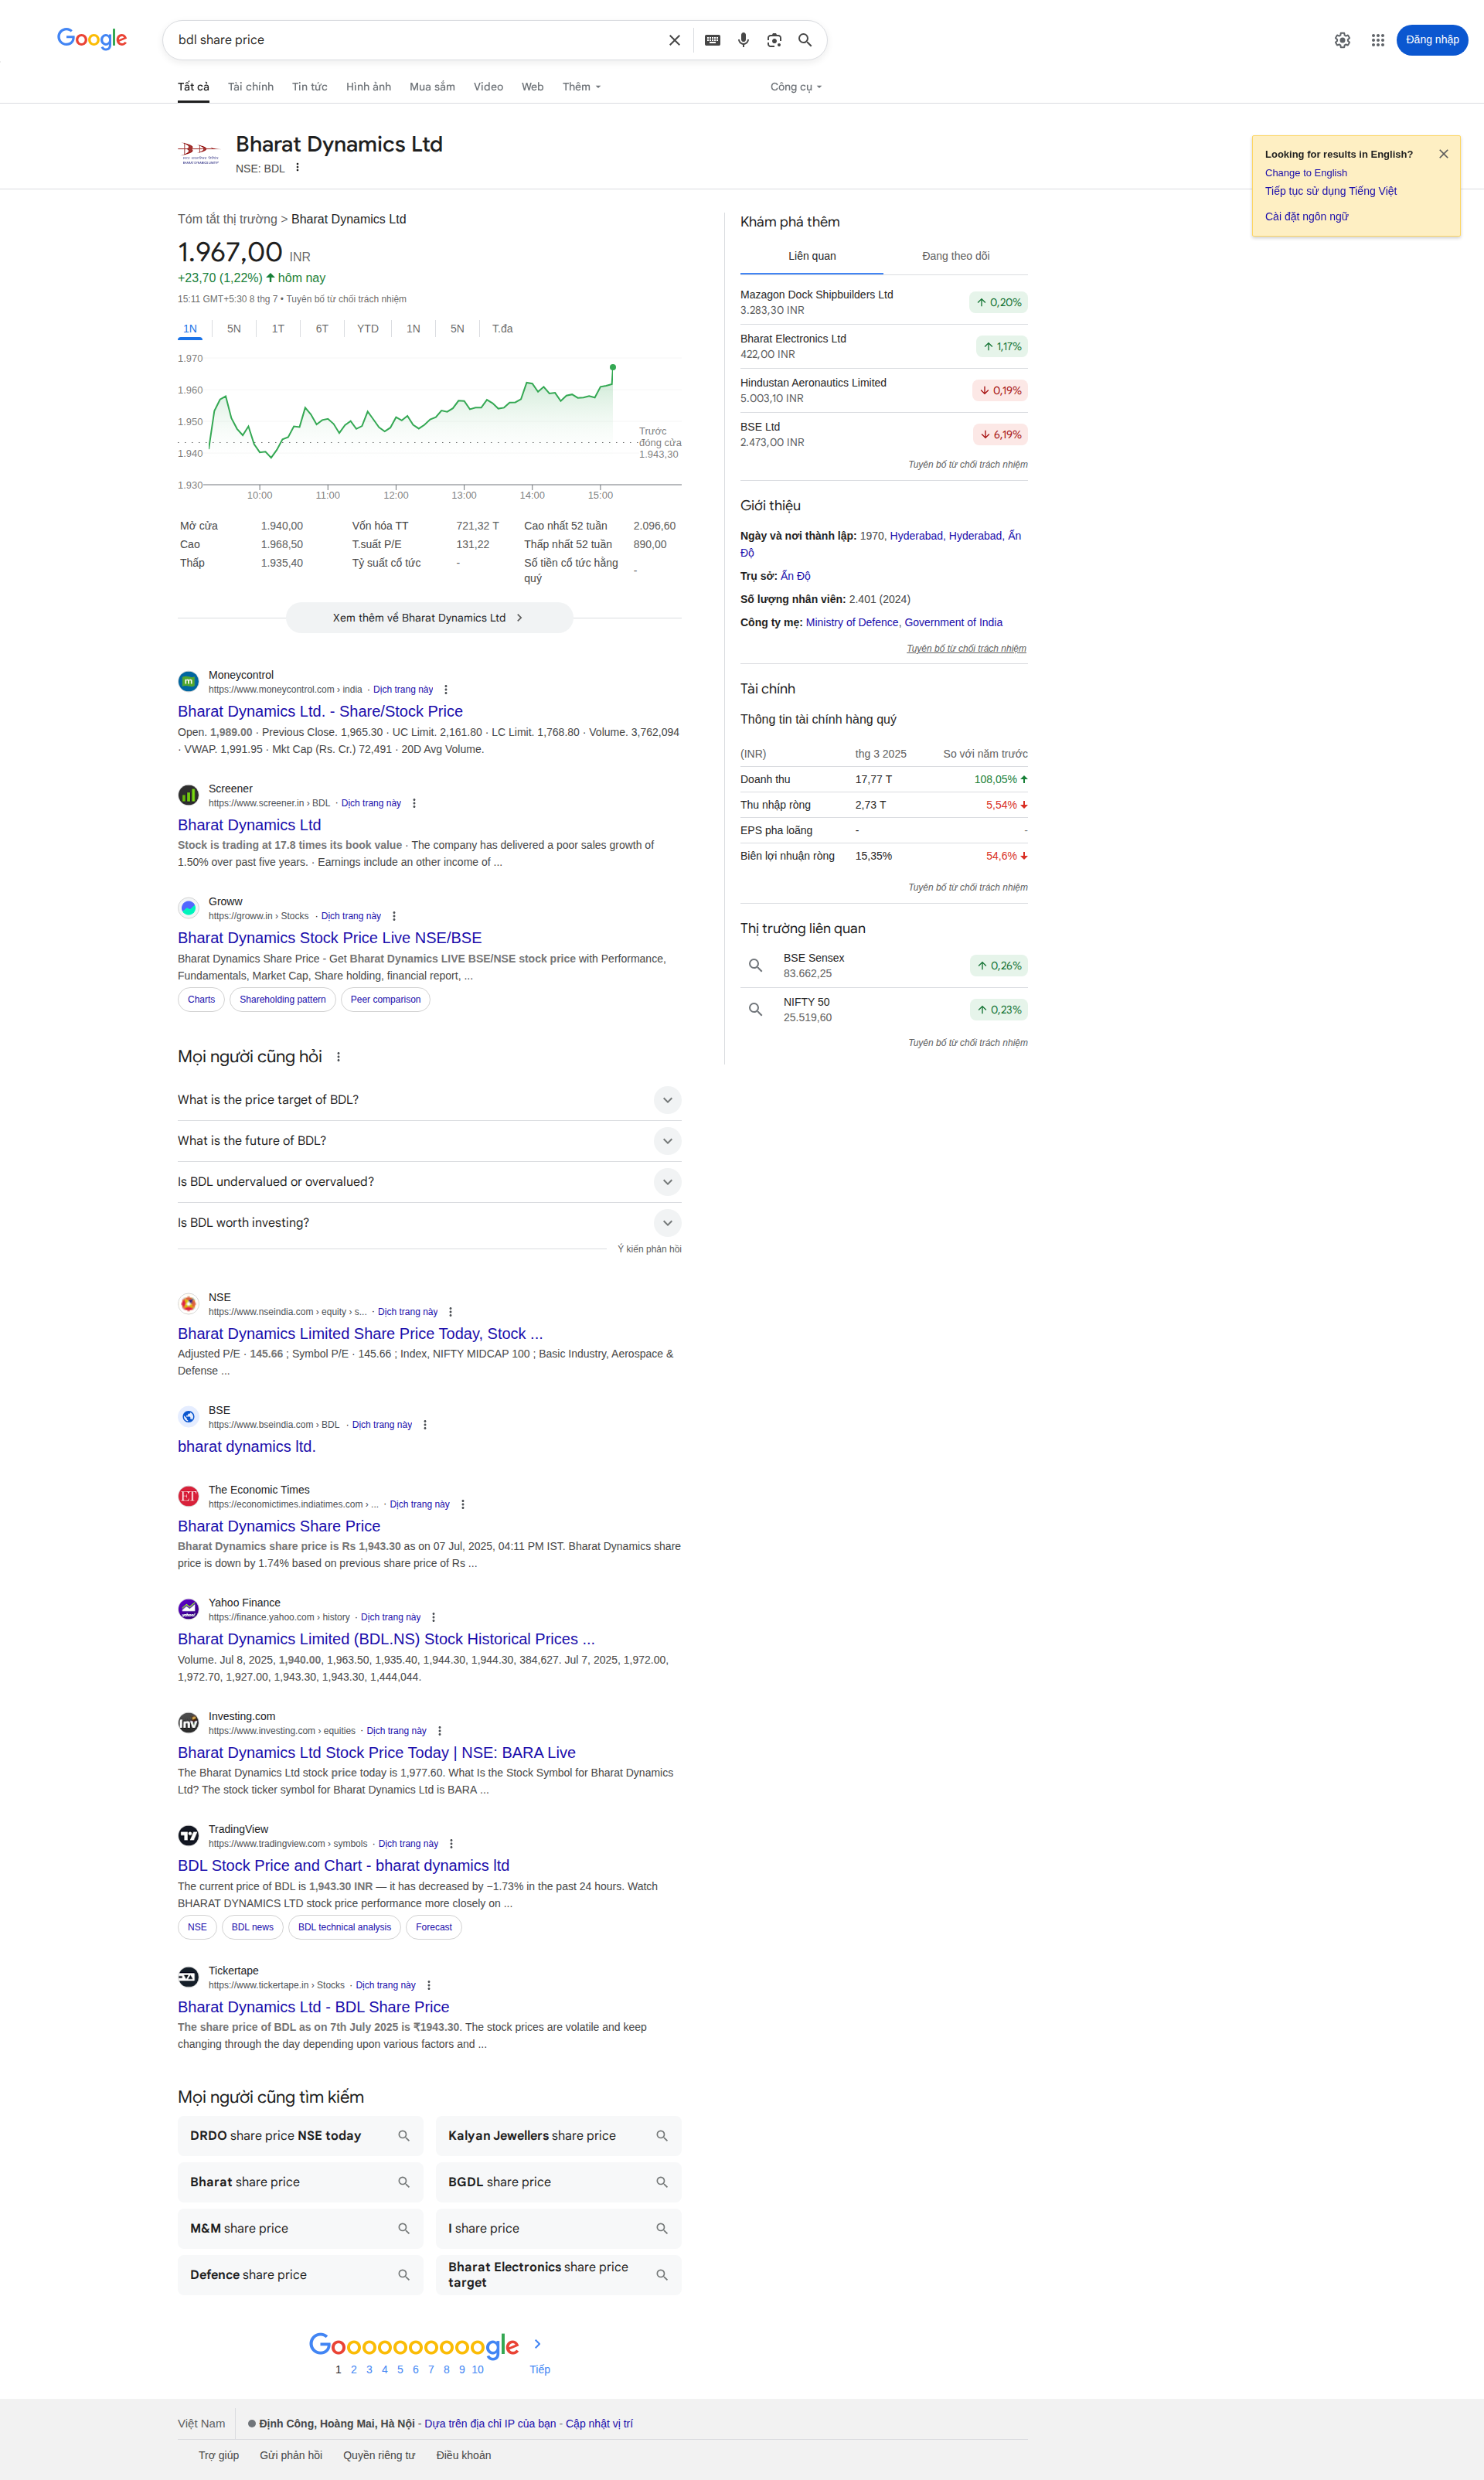 Google
bdl share price
Đăng nhập
Tất cả
Tài chính
Tin tức
Hình ảnh
Mua sắm
Video
Web
Thêm
Công cụ
Bharat Dynamics Ltd
NSE: BDL
Looking for results in English?
Change to English
Tiếp tục sử dụng Tiếng Việt
Cài đặt ngôn ngữ
Tóm tắt thị trường > Bharat Dynamics Ltd
1.967,00 INR
+23,70 (1,22%) hôm nay
15:11 GMT+5:30 8 thg 7 • Tuyên bố từ chối trách nhiệm
1N
5N
1T
6T
YTD
1N
5N
T.đa
1.970
1.960
1.950
1.940
1.930
Trước
đóng cửa
1.943,30
10:00
11:00
12:00
13:00
14:00
15:00
Mở cửa 1.940,00 Vốn hóa TT 721,32 T Cao nhất 52 tuần 2.096,60
Cao 1.968,50 T.suất P/E 131,22 Thấp nhất 52 tuần 890,00
Thấp 1.935,40 Tỷ suất cổ tức - Số tiền cổ tức hằng
quý -
Xem thêm về Bharat Dynamics Ltd
Moneycontrol
https://www.moneycontrol.com › india · Dịch trang này
Bharat Dynamics Ltd. - Share/Stock Price
Open. 1,989.00 · Previous Close. 1,965.30 · UC Limit. 2,161.80 · LC Limit. 1,768.80 · Volume. 3,762,094
· VWAP. 1,991.95 · Mkt Cap (Rs. Cr.) 72,491 · 20D Avg Volume.
Screener
https://www.screener.in › BDL · Dịch trang này
Bharat Dynamics Ltd
Stock is trading at 17.8 times its book value · The company has delivered a poor sales growth of
1.50% over past five years. · Earnings include an other income of ...
Groww
https://groww.in › Stocks · Dịch trang này
Bharat Dynamics Stock Price Live NSE/BSE
Bharat Dynamics Share Price - Get Bharat Dynamics LIVE BSE/NSE stock price with Performance,
Fundamentals, Market Cap, Share holding, financial report, ...
Charts
Shareholding pattern
Peer comparison
Mọi người cũng hỏi
What is the price target of BDL?
What is the future of BDL?
Is BDL undervalued or overvalued?
Is BDL worth investing?
Ý kiến phản hồi
NSE
https://www.nseindia.com › equity › s... · Dịch trang này
Bharat Dynamics Limited Share Price Today, Stock ...
Adjusted P/E · 145.66 ; Symbol P/E · 145.66 ; Index, NIFTY MIDCAP 100 ; Basic Industry, Aerospace &
Defense ...
BSE
https://www.bseindia.com › BDL · Dịch trang này
bharat dynamics ltd.
The Economic Times
https://economictimes.indiatimes.com › ... · Dịch trang này
Bharat Dynamics Share Price
Bharat Dynamics share price is Rs 1,943.30 as on 07 Jul, 2025, 04:11 PM IST. Bharat Dynamics share
price is down by 1.74% based on previous share price of Rs ...
Yahoo Finance
https://finance.yahoo.com › history · Dịch trang này
Bharat Dynamics Limited (BDL.NS) Stock Historical Prices ...
Volume. Jul 8, 2025, 1,940.00, 1,963.50, 1,935.40, 1,944.30, 1,944.30, 384,627. Jul 7, 2025, 1,972.00,
1,972.70, 1,927.00, 1,943.30, 1,943.30, 1,444,044.
Investing.com
https://www.investing.com › equities · Dịch trang này
Bharat Dynamics Ltd Stock Price Today | NSE: BARA Live
The Bharat Dynamics Ltd stock price today is 1,977.60. What Is the Stock Symbol for Bharat Dynamics
Ltd? The stock ticker symbol for Bharat Dynamics Ltd is BARA ...
TradingView
https://www.tradingview.com › symbols · Dịch trang này
BDL Stock Price and Chart - bharat dynamics ltd
The current price of BDL is 1,943.30 INR — it has decreased by −1.73% in the past 24 hours. Watch
BHARAT DYNAMICS LTD stock price performance more closely on ...
NSE
BDL news
BDL technical analysis
Forecast
Tickertape
https://www.tickertape.in › Stocks · Dịch trang này
Bharat Dynamics Ltd - BDL Share Price
The share price of BDL as on 7th July 2025 is ₹1943.30. The stock prices are volatile and keep
changing through the day depending upon various factors and ...
Mọi người cũng tìm kiếm
DRDO share price NSE today
Kalyan Jewellers share price
Bharat share price
BGDL share price
M&M share price
I share price
Defence share price
Bharat Electronics share price
target
Khám phá thêm
Liên quan
Đang theo dõi
Mazagon Dock Shipbuilders Ltd
3.283,30 INR
0,20%
Bharat Electronics Ltd
422,00 INR
1,17%
Hindustan Aeronautics Limited
5.003,10 INR
0,19%
BSE Ltd
2.473,00 INR
6,19%
Tuyên bố từ chối trách nhiệm
Giới thiệu
Ngày và nơi thành lập: 1970, Hyderabad, Hyderabad, Ấn
Độ
Trụ sở: Ấn Độ
Số lượng nhân viên: 2.401 (2024)
Công ty mẹ: Ministry of Defence, Government of India
Tuyên bố từ chối trách nhiệm
Tài chính
Thông tin tài chính hàng quý
(INR) thg 3 2025 So với năm trước
Doanh thu 17,77 T 108,05%
Thu nhập ròng 2,73 T 5,54%
EPS pha loãng - -
Biên lợi nhuận ròng 15,35% 54,6%
Tuyên bố từ chối trách nhiệm
Thị trường liên quan
BSE Sensex
83.662,25
0,26%
NIFTY 50
25.519,60
0,23%
Tuyên bố từ chối trách nhiệm
Gooooooooogle
1 2 3 4 5 6 7 8 9 10 Tiếp
Việt Nam
Định Công, Hoàng Mai, Hà Nội - Dựa trên địa chỉ IP của bạn - Cập nhật vị trí
Trợ giúp
Gửi phản hồi
Quyền riêng tư
Điều khoản